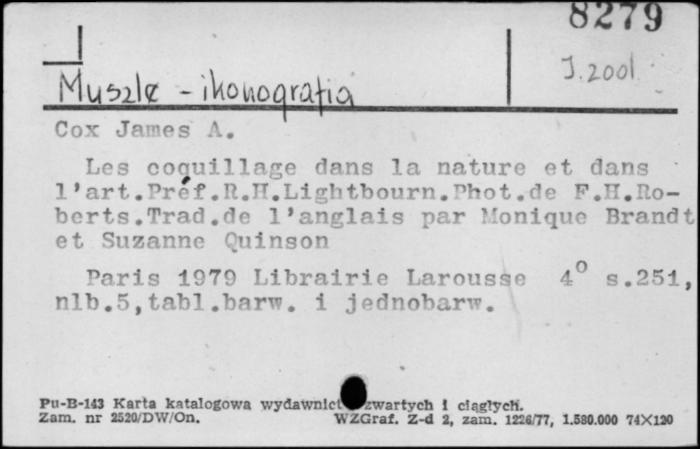 8279
J.2001
Muszle - ikonografia
Cox James A.
Les coquillage dans la nature et dans
l'art.Préf.R.H.Lightbourn.Phot.de F.H.Ro-
berts.Trad.de l'anglais par Monique Brandt
et Suzanne Quinson
Paris 1979 Librairie Larousse 4° s.251,
nlb.5,tabl.barw. i jednobarw.
Pu-B-143 Karta katalogowa wydawnict zwartych i ciągłych.
Zam. nr 2520/DW/On. WZGraf. Z-d 2, zam. 1226/77, 1.580.000 74×120